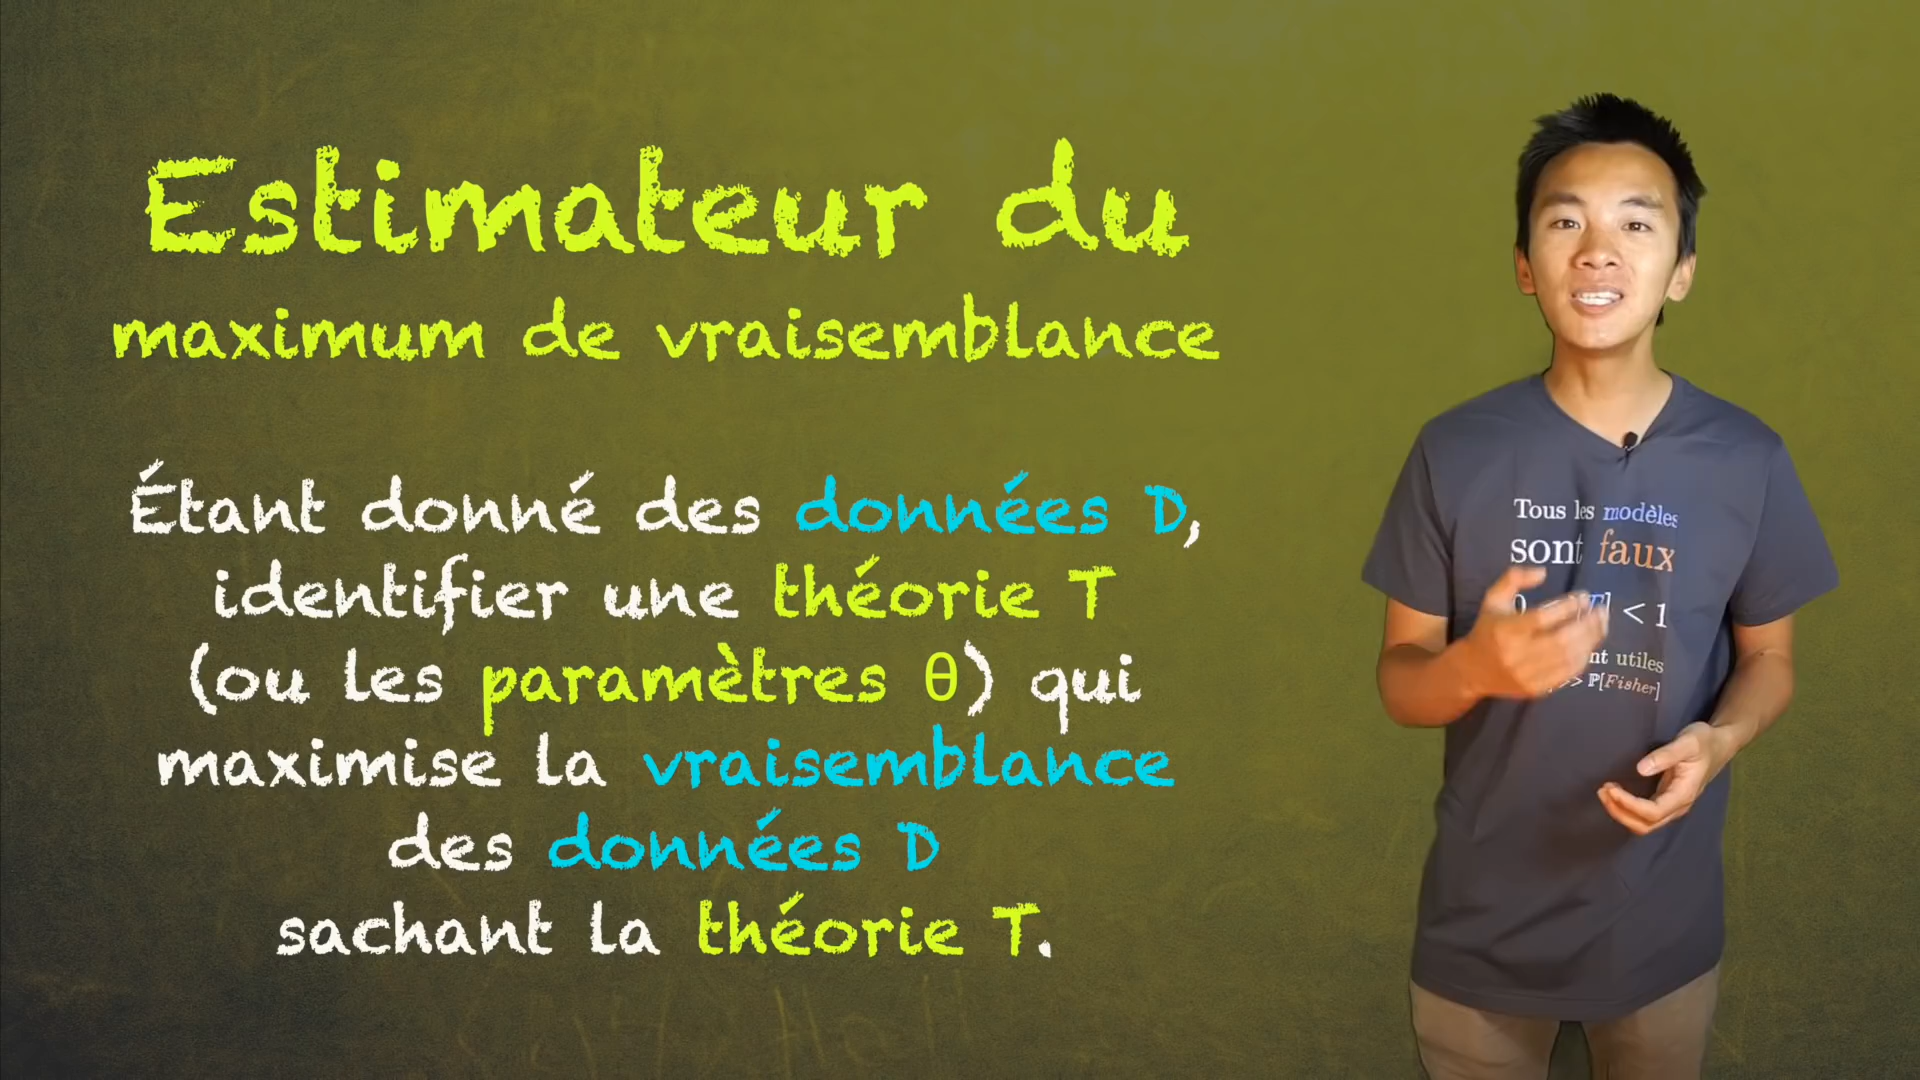 Estimateur du
maximum de vraisemblance
Étant donné des données D,
identifier une théorie T
(ou les paramètres θ) qui
maximise la vraisemblance
des données D
sachant la théorie T.
Tous les modèles
sont faux
< 1
utiles
>> ℙ[Fisher]